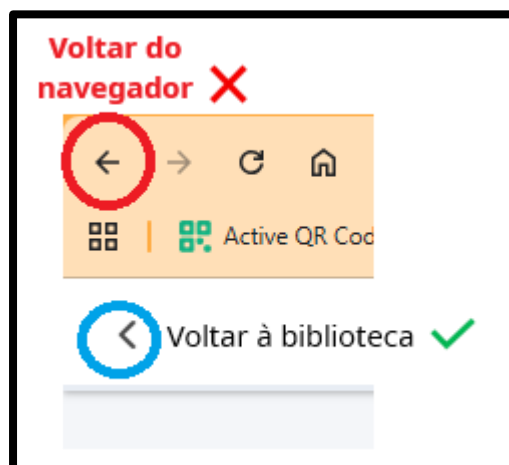 Voltar do
navegador
Active QR Cod
Voltar à biblioteca